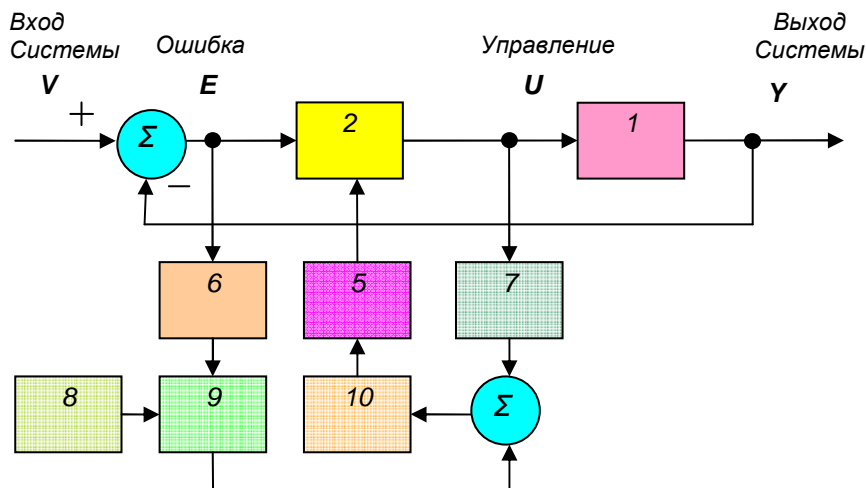 Вход
Системы
V
Ошибка
E
Управление
U
Выход
Системы
Y
+
Σ
−
2
1
6
5
7
8
9
10
Σ